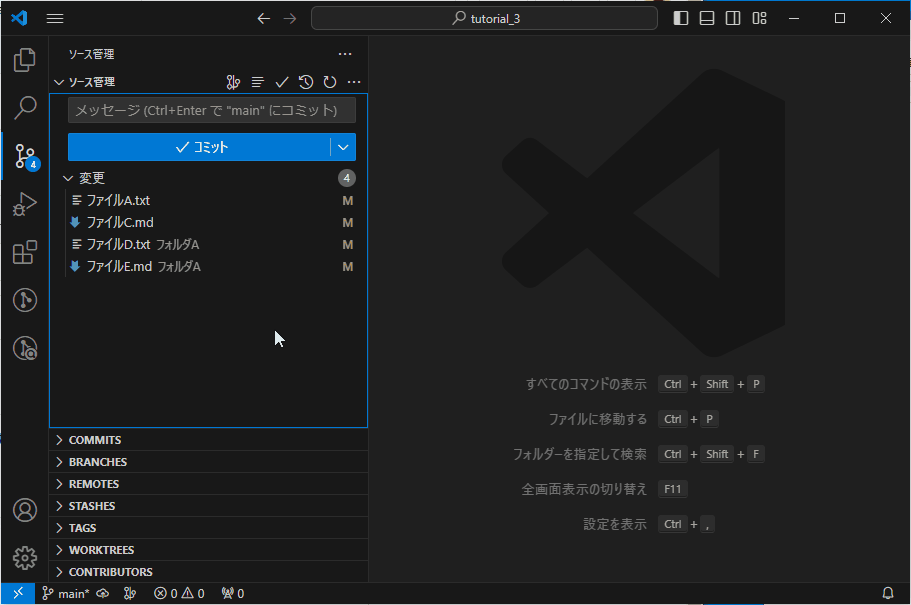 tutorial_3
ソース管理
ソース管理
メッセージ (Ctrl+Enter で "main" にコミット)
コミット
4
変更 4
ファイルA.txt M
ファイルC.md M
ファイルD.txt フォルダA M
ファイルE.md フォルダA M
COMMITS
BRANCHES
REMOTES
STASHES
TAGS
WORKTREES
CONTRIBUTORS
すべてのコマンドの表示 Ctrl + Shift + P
ファイルに移動する Ctrl + P
フォルダーを指定して検索 Ctrl + Shift + F
全画面表示の切り替え F11
設定を表示 Ctrl + ,
main* 0 0 0